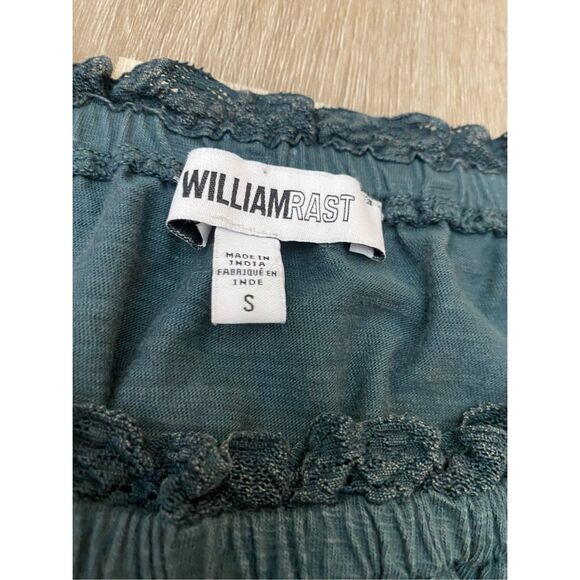 WILLIAMRAST
MADE IN
INDIA
FABRIQUÉ EN
INDE
S